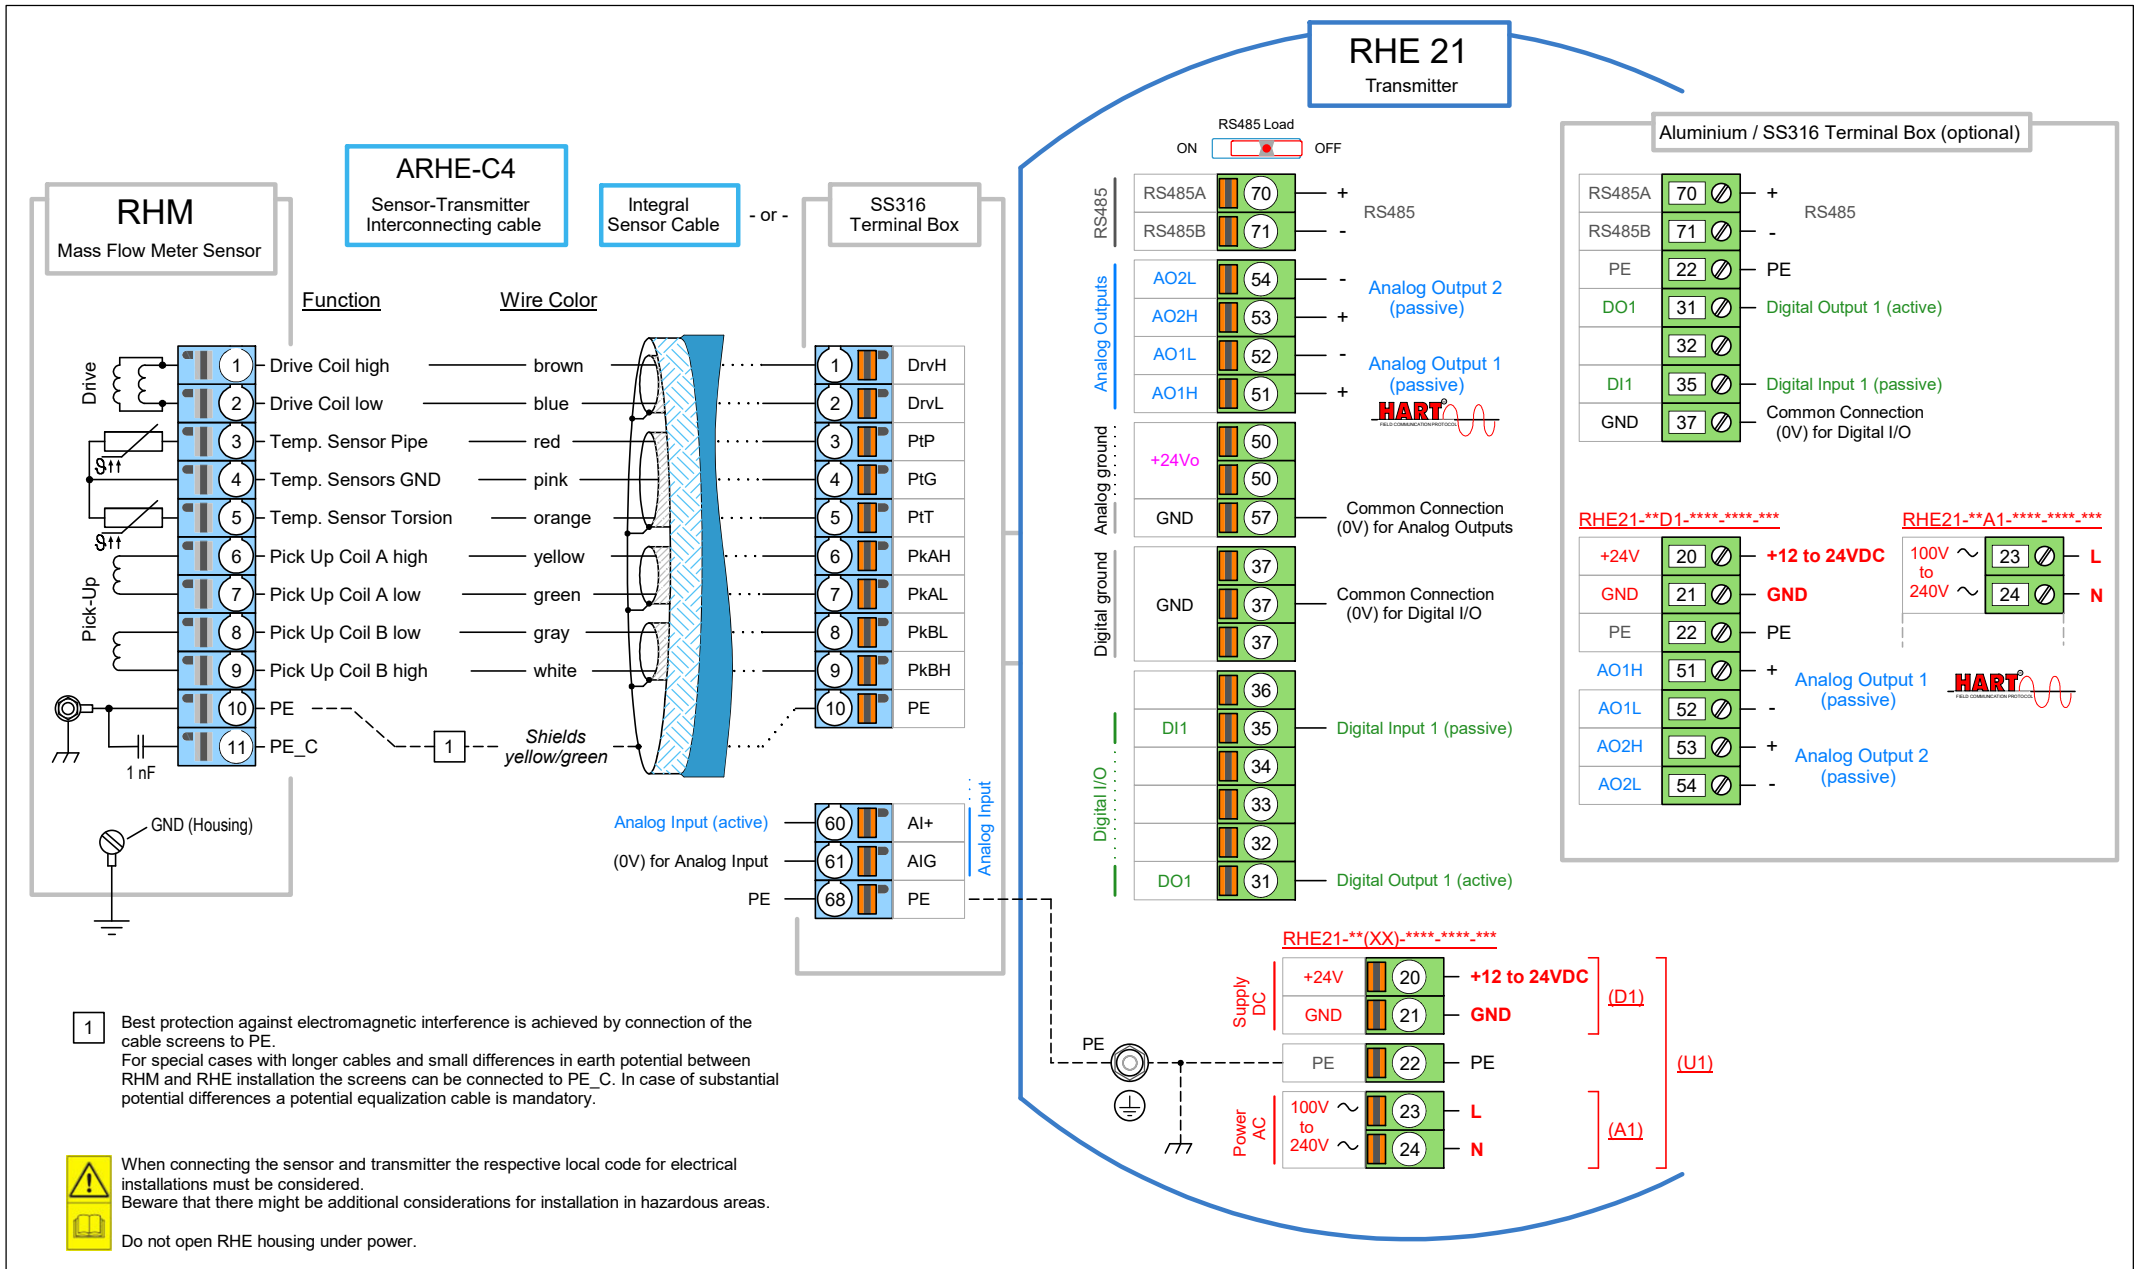 RHE 21
Transmitter
RHM
Mass Flow Meter Sensor
ARHE-C4
Sensor-Transmitter
Interconnecting cable
Integral
Sensor Cable
- or -
SS316
Terminal Box
Function
Wire Color
Drive
Pick-Up
1 Drive Coil high brown 1 DrvH
2 Drive Coil low blue 2 DrvL
3 Temp. Sensor Pipe red 3 PtP
4 Temp. Sensors GND pink 4 PtG
5 Temp. Sensor Torsion orange 5 PtT
6 Pick Up Coil A high yellow 6 PkAH
7 Pick Up Coil A low green 7 PkAL
8 Pick Up Coil B low gray 8 PkBL
9 Pick Up Coil B high white 9 PkBH
10 PE 10 PE
11 PE_C
ϑ↑↑
ϑ↑↑
1
Shields
yellow/green
1 nF
GND (Housing)
Analog Input (active) 60 AI+
(0V) for Analog Input 61 AIG
PE 68 PE
Analog Input
RS485 Load
ON OFF
RS485
RS485A 70 +
RS485
RS485B 71 -
Analog Outputs
AO2L 54 -
Analog Output 2
(passive)
AO2H 53 +
AO1L 52 -
Analog Output 1
(passive)
AO1H 51 +
HART
FIELD COMMUNICATION PROTOCOL
Analog ground
50
+24Vo
50
GND 57
Common Connection
(0V) for Analog Outputs
Digital ground
37
GND 37
37
Common Connection
(0V) for Digital I/O
Digital I/O
36
DI1 35 Digital Input 1 (passive)
34
33
32
DO1 31 Digital Output 1 (active)
RHE21-**(XX)-****-****-***
Supply
DC
+24V 20 +12 to 24VDC
GND 21 GND
(D1)
PE
PE 22 PE
(U1)
Power
AC
100V ~ 23 L
to
240V ~ 24 N
(A1)
Aluminium / SS316 Terminal Box (optional)
RS485A 70 +
RS485
RS485B 71 -
PE 22 PE
DO1 31 Digital Output 1 (active)
32
DI1 35 Digital Input 1 (passive)
GND 37
Common Connection
(0V) for Digital I/O
RHE21-**D1-****-****-***
+24V 20 +12 to 24VDC
GND 21 GND
PE 22 PE
AO1H 51 +
Analog Output 1
(passive)
AO1L 52 -
AO2H 53 +
Analog Output 2
(passive)
AO2L 54 -
RHE21-**A1-****-****-***
100V ~ 23 L
to
240V ~ 24 N
HART
FIELD COMMUNICATION PROTOCOL
1 Best protection against electromagnetic interference is achieved by connection of the
cable screens to PE.
For special cases with longer cables and small differences in earth potential between
RHM and RHE installation the screens can be connected to PE_C. In case of substantial
potential differences a potential equalization cable is mandatory.
When connecting the sensor and transmitter the respective local code for electrical
installations must be considered.
Beware that there might be additional considerations for installation in hazardous areas.
Do not open RHE housing under power.